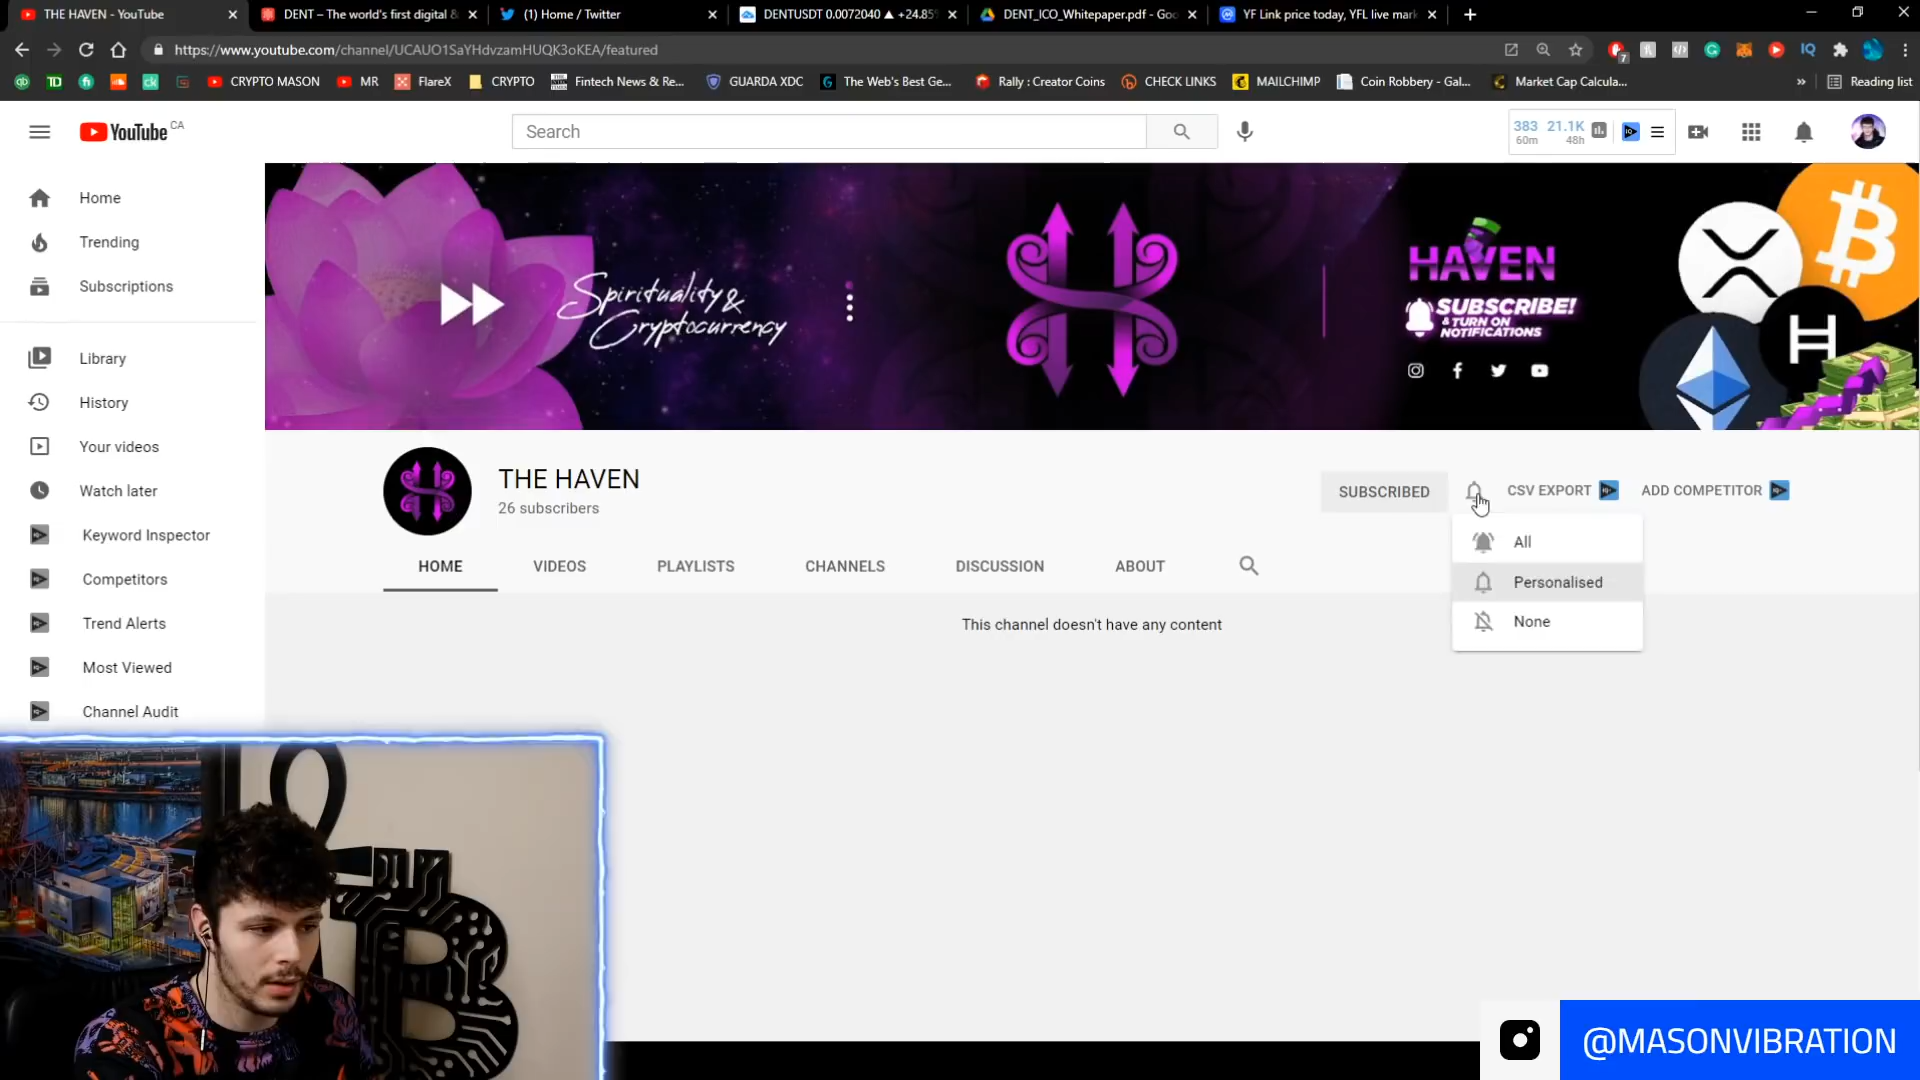 THE HAVEN - YouTube
DENT – The world's first digital &
(1) Home / Twitter
DENTUSDT 0.0072040 ▲ +24.85%
DENT_ICO_Whitepaper.pdf - Goo
YF Link price today, YFL live mark
https://www.youtube.com/channel/UCAUO1SaYHdvzamHUQK3oKEA/featured
7
CRYPTO MASON
MR
FlareX
CRYPTO
Fintech News & Re...
GUARDA XDC
The Web's Best Ge...
Rally : Creator Coins
CHECK LINKS
MAILCHIMP
Coin Robbery - Gal...
Market Cap Calcula...
»
Reading list
YouTube CA
Search
383 21.1K
60m 48h
Home
Trending
Subscriptions
Library
History
Your videos
Watch later
Keyword Inspector
Competitors
Trend Alerts
Most Viewed
Channel Audit
Spirituality &
Cryptocurrency
HAVEN
SUBSCRIBE!
& TURN ON
NOTIFICATIONS
THE HAVEN
26 subscribers
SUBSCRIBED
CSV EXPORT
ADD COMPETITOR
All
Personalised
None
HOME
VIDEOS
PLAYLISTS
CHANNELS
DISCUSSION
ABOUT
This channel doesn't have any content
@MASONVIBRATION